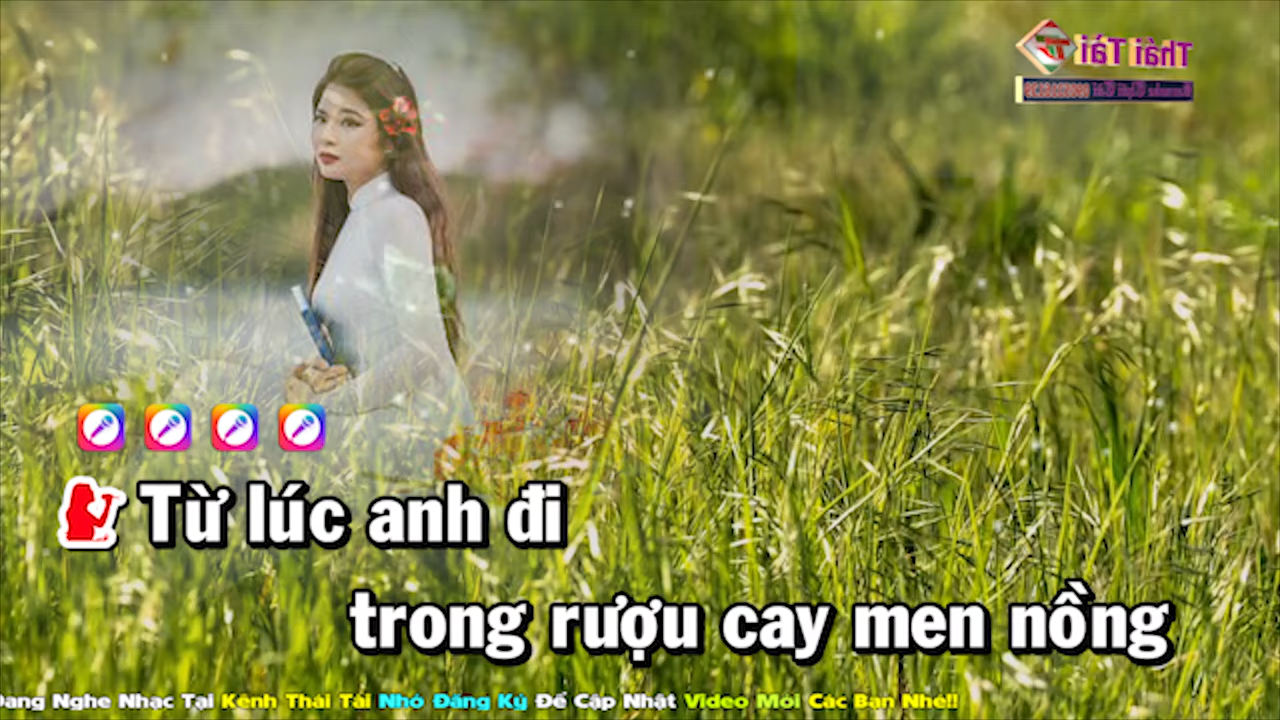 Thái Tài
Từ lúc anh đi
trong rượu cay men nồng
Đang Nghe Nhạc Tại Kênh Thái Tài Nhớ Đăng Ký Để Cập Nhật Video Mới Các Bạn Nhé!!